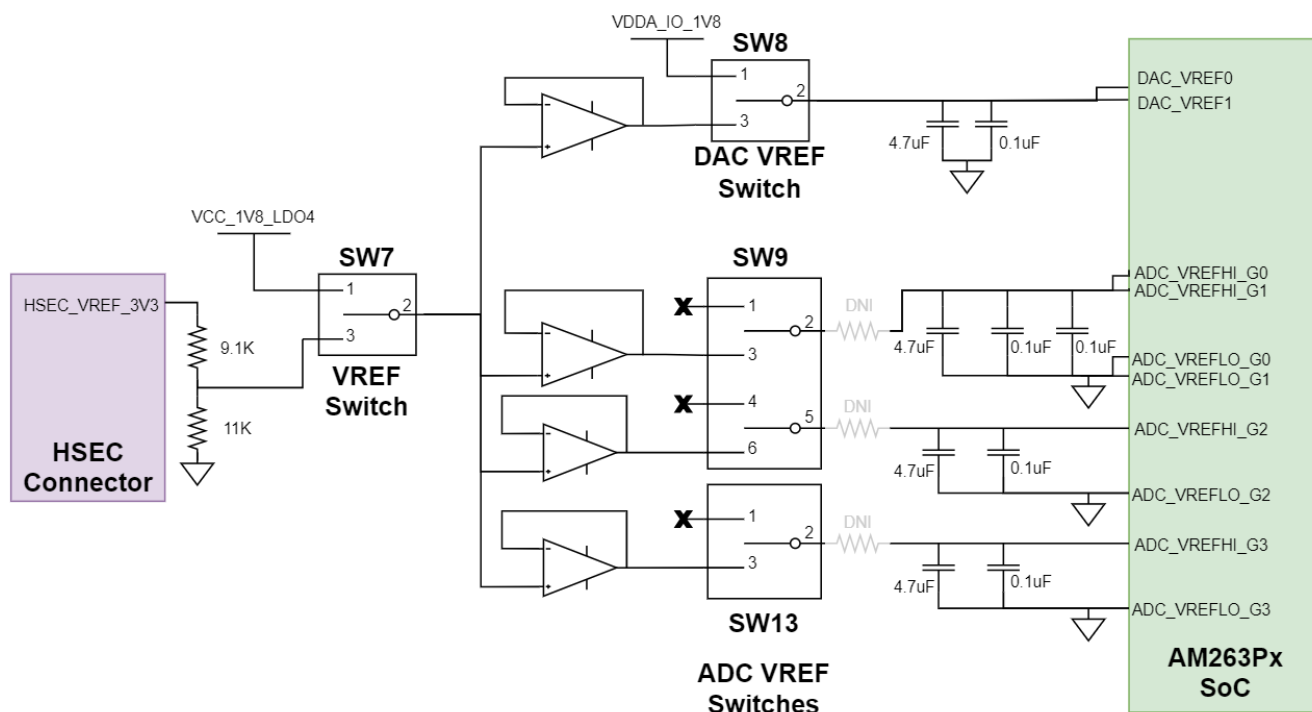 VDDA_IO_1V8
SW8
1
2
3
DAC VREF
Switch
-
+
4.7uF
0.1uF
DAC_VREF0
DAC_VREF1
VCC_1V8_LDO4
SW7
1
2
3
VREF
Switch
HSEC_VREF_3V3
9.1K
11K
HSEC
Connector
SW9
1
2
3
4
5
6
-
+
-
+
DNI
4.7uF
0.1uF
0.1uF
ADC_VREFHI_G0
ADC_VREFHI_G1
ADC_VREFLO_G0
ADC_VREFLO_G1
DNI
4.7uF
0.1uF
ADC_VREFHI_G2
ADC_VREFLO_G2
-
+
1
2
3
SW13
DNI
4.7uF
0.1uF
ADC_VREFHI_G3
ADC_VREFLO_G3
ADC VREF
Switches
AM263Px
SoC